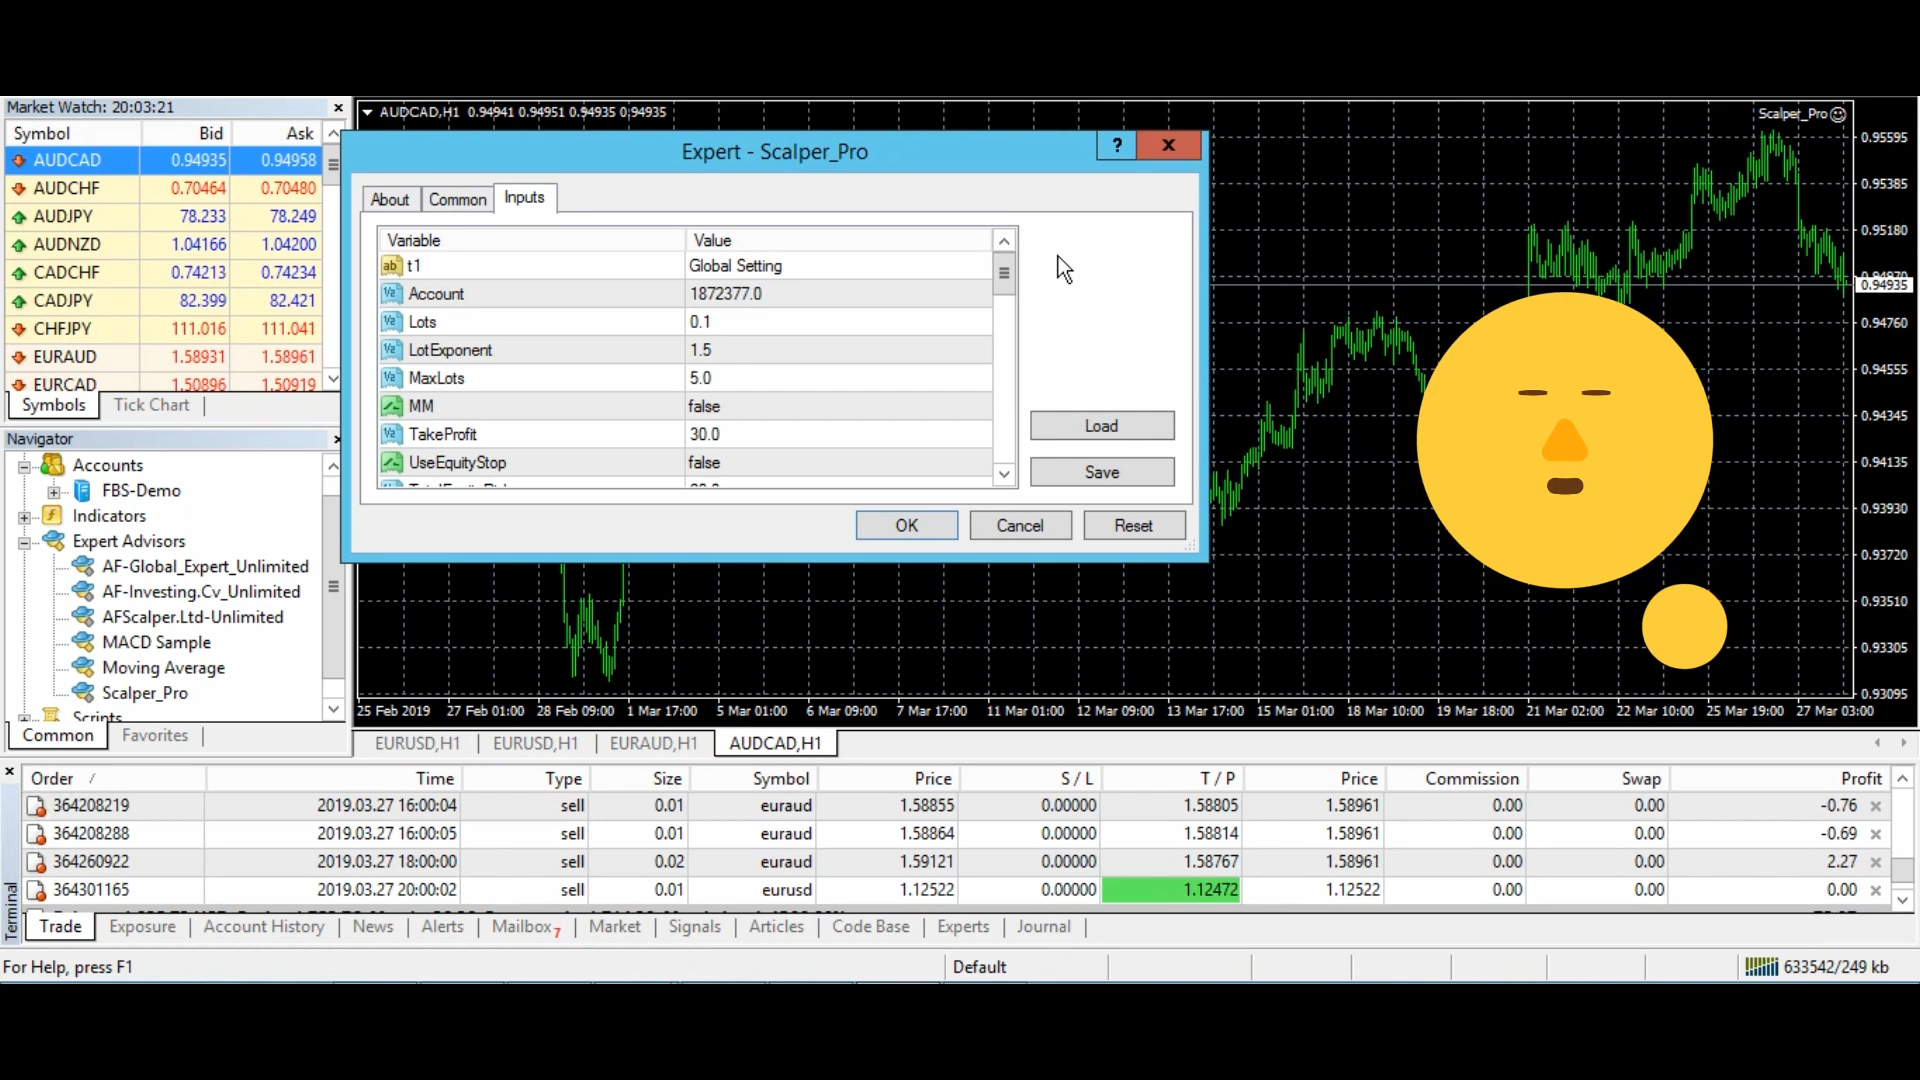 Market Watch: 20:03:21
Symbol Bid Ask
AUDCAD 0.94935 0.94958
AUDCHF 0.70464 0.70480
AUDJPY 78.233 78.249
AUDNZD 1.04166 1.04200
CADCHF 0.74213 0.74234
CADJPY 82.399 82.421
CHFJPY 111.016 111.041
EURAUD 1.58931 1.58961
EURCAD 1.50896 1.50919
Symbols Tick Chart
Navigator
Accounts
FBS-Demo
Indicators
Expert Advisors
AF-Global_Expert_Unlimited
AF-Investing.Cv_Unlimited
AFScalper.Ltd-Unlimited
MACD Sample
Moving Average
Scalper_Pro
Scripts
Common Favorites
AUDCAD,H1 0.94941 0.94951 0.94935 0.94935
Scalper_Pro
Expert - Scalper_Pro
?
About Common Inputs
Variable Value
t1 Global Setting
Account 1872377.0
Lots 0.1
LotExponent 1.5
MaxLots 5.0
MM false
TakeProfit 30.0
UseEquityStop false
Load
Save
OK Cancel Reset
0.95595
0.95385
0.95180
0.94935
0.94760
0.94555
0.94345
0.94135
0.93930
0.93720
0.93510
0.93305
0.93095
25 Feb 2019 27 Feb 01:00 28 Feb 09:00 1 Mar 17:00 5 Mar 01:00 6 Mar 09:00 7 Mar 17:00 11 Mar 01:00 12 Mar 09:00 13 Mar 17:00 15 Mar 01:00 18 Mar 10:00 19 Mar 18:00 21 Mar 02:00 22 Mar 10:00 25 Mar 19:00 27 Mar 03:00
EURUSD,H1 EURUSD,H1 EURAUD,H1 AUDCAD,H1
Order / Time Type Size Symbol Price S / L T / P Price Commission Swap Profit
364208219 2019.03.27 16:00:04 sell 0.01 euraud 1.58855 0.00000 1.58805 1.58961 0.00 0.00 -0.76
364208288 2019.03.27 16:00:05 sell 0.01 euraud 1.58864 0.00000 1.58814 1.58961 0.00 0.00 -0.69
364260922 2019.03.27 18:00:00 sell 0.02 euraud 1.59121 0.00000 1.58767 1.58961 0.00 0.00 2.27
364301165 2019.03.27 20:00:02 sell 0.01 eurusd 1.12522 0.00000 1.12472 1.12522 0.00 0.00 0.00
Terminal
Trade Exposure Account History News Alerts Mailbox 7 Market Signals Articles Code Base Experts Journal
For Help, press F1 Default 633542/249 kb